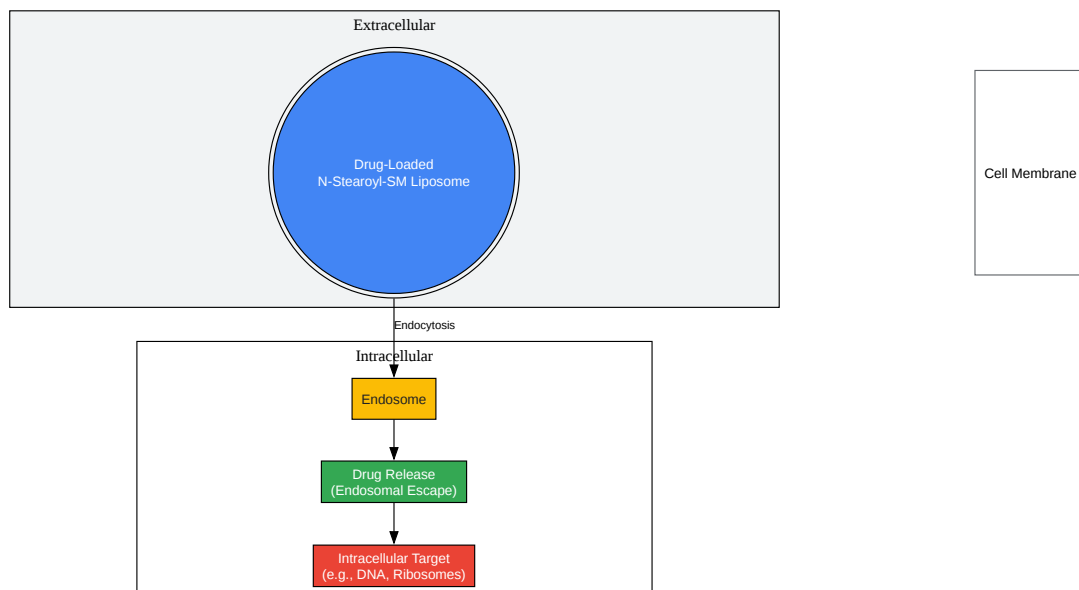 Extracellular
Drug-Loaded
N-Stearoyl-SM Liposome
Cell Membrane
Endocytosis
Intracellular
Endosome
Drug Release
(Endosomal Escape)
Intracellular Target
(e.g., DNA, Ribosomes)